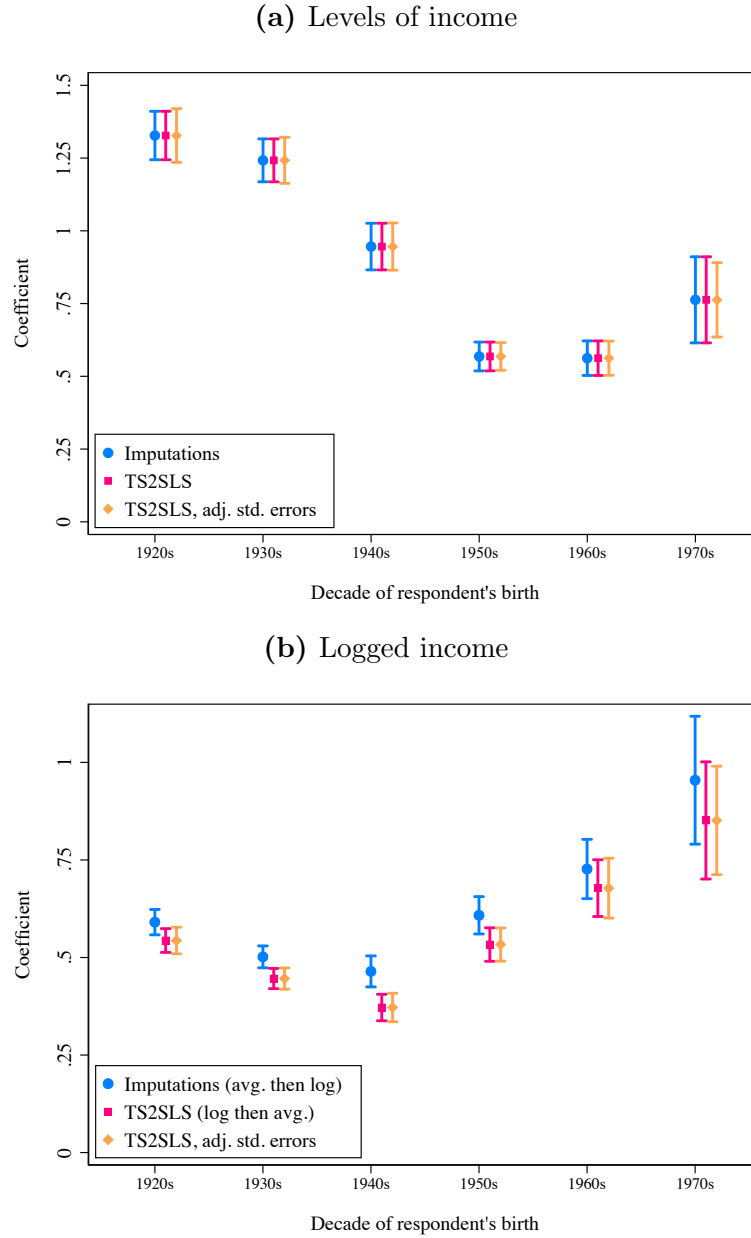 (a) Levels of income
1.5
1.25
1
.75
.5
.25
0
Coefficient
Imputations
TS2SLS
TS2SLS, adj. std. errors
1920s 1930s 1940s 1950s 1960s 1970s
Decade of respondent's birth
(b) Logged income
1
.75
.5
.25
0
Coefficient
Imputations (avg. then log)
TS2SLS (log then avg.)
TS2SLS, adj. std. errors
1920s 1930s 1940s 1950s 1960s 1970s
Decade of respondent's birth